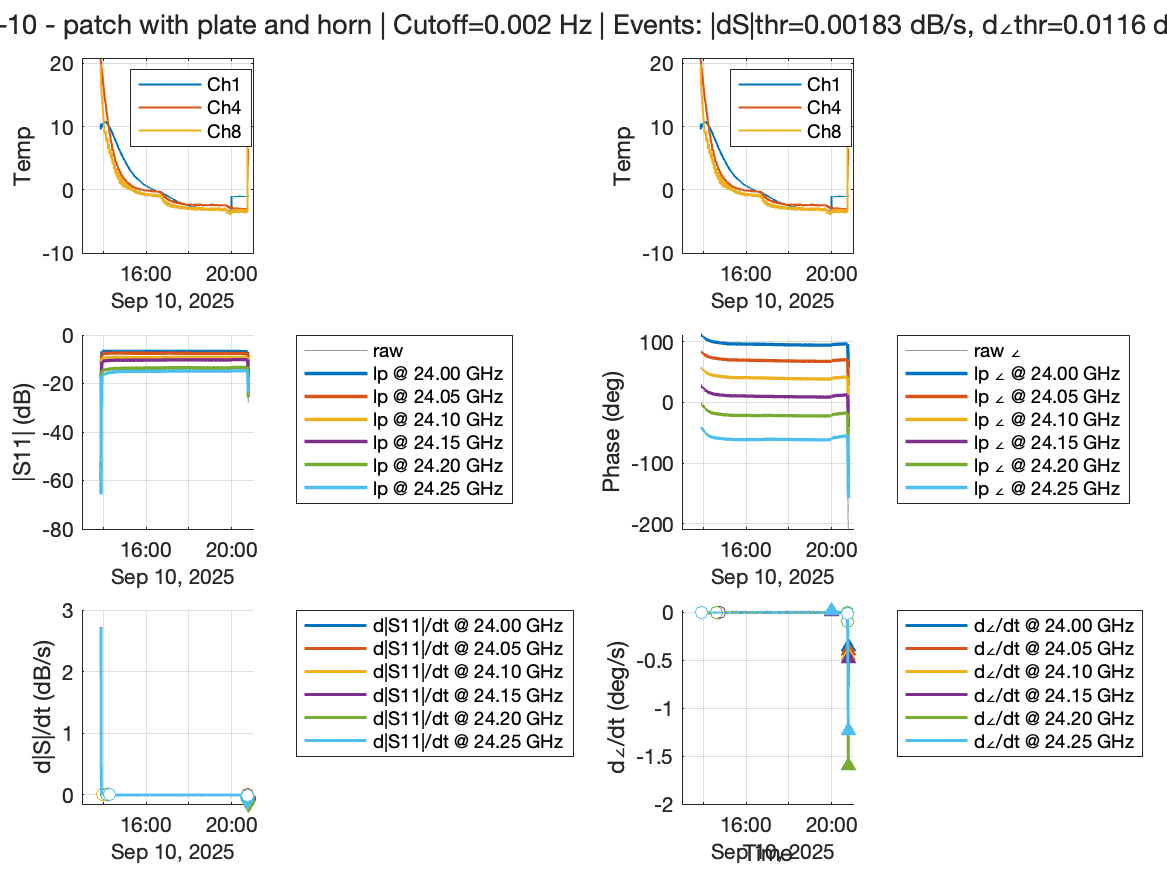 -10 - patch with plate and horn | Cutoff=0.002 Hz | Events: |dS|thr=0.00183 dB/s, d∠thr=0.0116 d
20
10
0
-10
Temp
Ch1
Ch4
Ch8
16:00 20:00
Sep 10, 2025
20
10
0
-10
Temp
Ch1
Ch4
Ch8
16:00 20:00
Sep 10, 2025
0
-20
-40
-60
-80
|S11| (dB)
16:00 20:00
Sep 10, 2025
raw
lp @ 24.00 GHz
lp @ 24.05 GHz
lp @ 24.10 GHz
lp @ 24.15 GHz
lp @ 24.20 GHz
lp @ 24.25 GHz
100
0
-100
-200
Phase (deg)
16:00 20:00
Sep 10, 2025
raw ∠
lp ∠ @ 24.00 GHz
lp ∠ @ 24.05 GHz
lp ∠ @ 24.10 GHz
lp ∠ @ 24.15 GHz
lp ∠ @ 24.20 GHz
lp ∠ @ 24.25 GHz
3
2
1
0
d|S|/dt (dB/s)
16:00 20:00
Sep 10, 2025
d|S11|/dt @ 24.00 GHz
d|S11|/dt @ 24.05 GHz
d|S11|/dt @ 24.10 GHz
d|S11|/dt @ 24.15 GHz
d|S11|/dt @ 24.20 GHz
d|S11|/dt @ 24.25 GHz
0
-0.5
-1
-1.5
-2
d∠/dt (deg/s)
16:00 20:00
Sep 10, 2025
Time
d∠/dt @ 24.00 GHz
d∠/dt @ 24.05 GHz
d∠/dt @ 24.10 GHz
d∠/dt @ 24.15 GHz
d∠/dt @ 24.20 GHz
d∠/dt @ 24.25 GHz